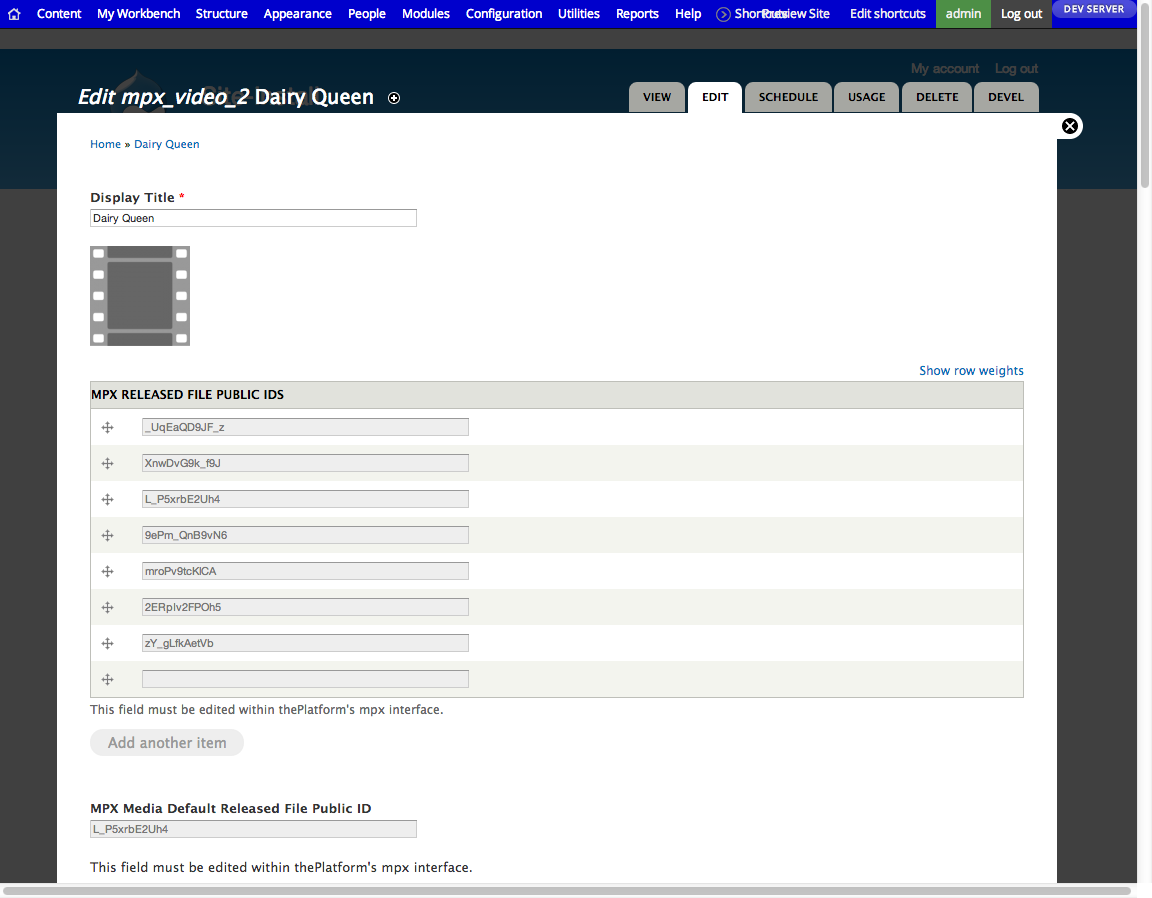 Content My Workbench Structure Appearance People Modules Configuration Utilities Reports Help Shortcuts Preview Site Edit shortcuts admin Log out DEV SERVER
My account Log out
Edit mpx_video_2 Dairy Queen
VIEW EDIT SCHEDULE USAGE DELETE DEVEL
Home » Dairy Queen
Display Title *
Dairy Queen
Show row weights
MPX RELEASED FILE PUBLIC IDS
_UqEaQD9JF_z
XnwDvG9k_f9J
L_P5xrbE2Uh4
9ePm_QnB9vN6
mroPv9tcKlCA
2ERpIv2FPOh5
zY_gLfkAetVb
This field must be edited within thePlatform's mpx interface.
Add another item
MPX Media Default Released File Public ID
L_P5xrbE2Uh4
This field must be edited within thePlatform's mpx interface.